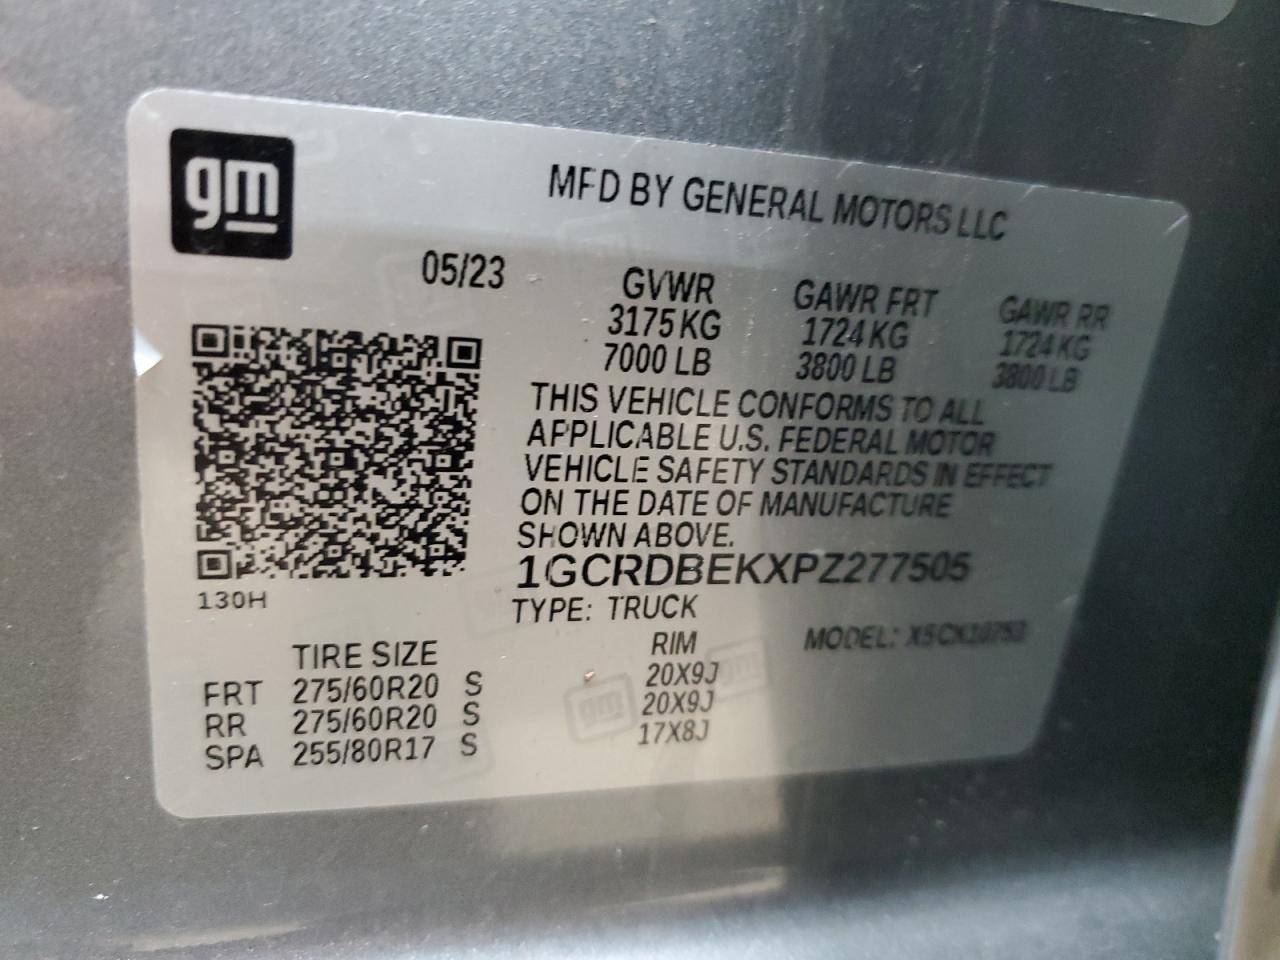 gm
MFD BY GENERAL MOTORS LLC
05/23
GVWR GAWR FRT GAWR RR
3175 KG 1724 KG 1724 KG
7000 LB 3800 LB 3800 LB
THIS VEHICLE CONFORMS TO ALL
APPLICABLE U.S. FEDERAL MOTOR
VEHICLE SAFETY STANDARDS IN EFFECT
ON THE DATE OF MANUFACTURE
SHOWN ABOVE.
1GCRDBEKXPZ277505
130H
TYPE: TRUCK
MODEL:
TIRE SIZE RIM
FRT 275/60R20 S 20X9J
RR 275/60R20 S 20X9J
SPA 255/80R17 S 17X8J
gm
gm